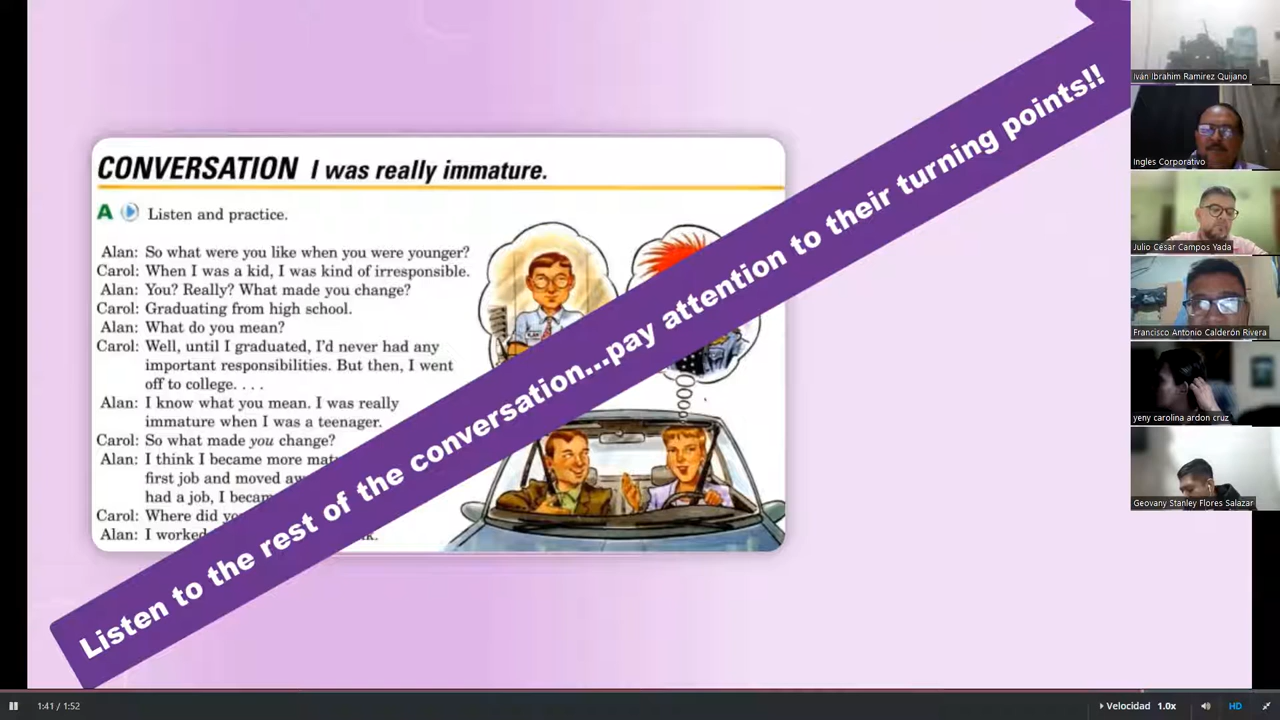 CONVERSATION I was really immature.
A Listen and practice.
Alan: So what were you like when you were younger?
Carol: When I was a kid, I was kind of irresponsible.
Alan: You? Really? What made you change?
Carol: Graduating from high school.
Alan: What do you mean?
Carol: Well, until I graduated, I'd never had any
important responsibilities. But then, I went
off to college. . . .
Alan: I know what you mean. I was really
immature when I was a teenager.
Carol: So what made you change?
Alan: I think I became more
first job and moved
had a job, I
Carol: Where did
Alan: I worked
Listen to the rest of the conversation...pay attention to their turning points!!
Iván Ibrahim Ramirez Quijano
Ingles Corporativo
Julio César Campos Yada
Francisco Antonio Calderón Rivera
yeny carolina ardon cruz
Geovany Stanley Flores Salazar
1:41 / 1:52
Velocidad 1.0x
HD